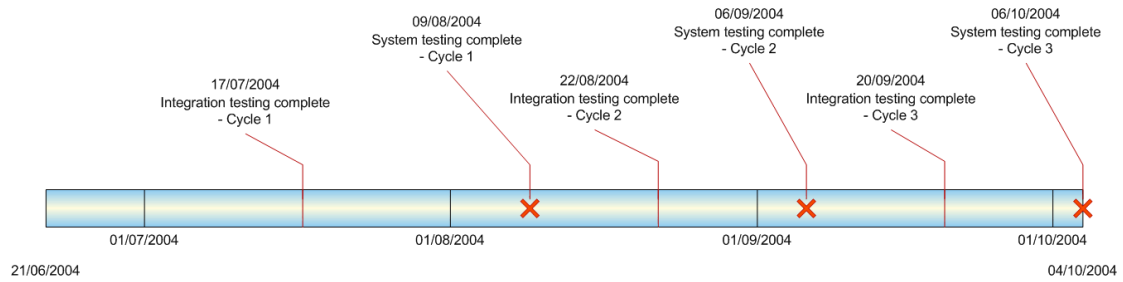 09/08/2004
System testing complete
- Cycle 1
06/09/2004
System testing complete
- Cycle 2
06/10/2004
System testing complete
- Cycle 3
17/07/2004
Integration testing complete
- Cycle 1
22/08/2004
Integration testing complete
- Cycle 2
20/09/2004
Integration testing complete
- Cycle 3
01/07/2004
01/08/2004
01/09/2004
01/10/2004
21/06/2004
04/10/2004